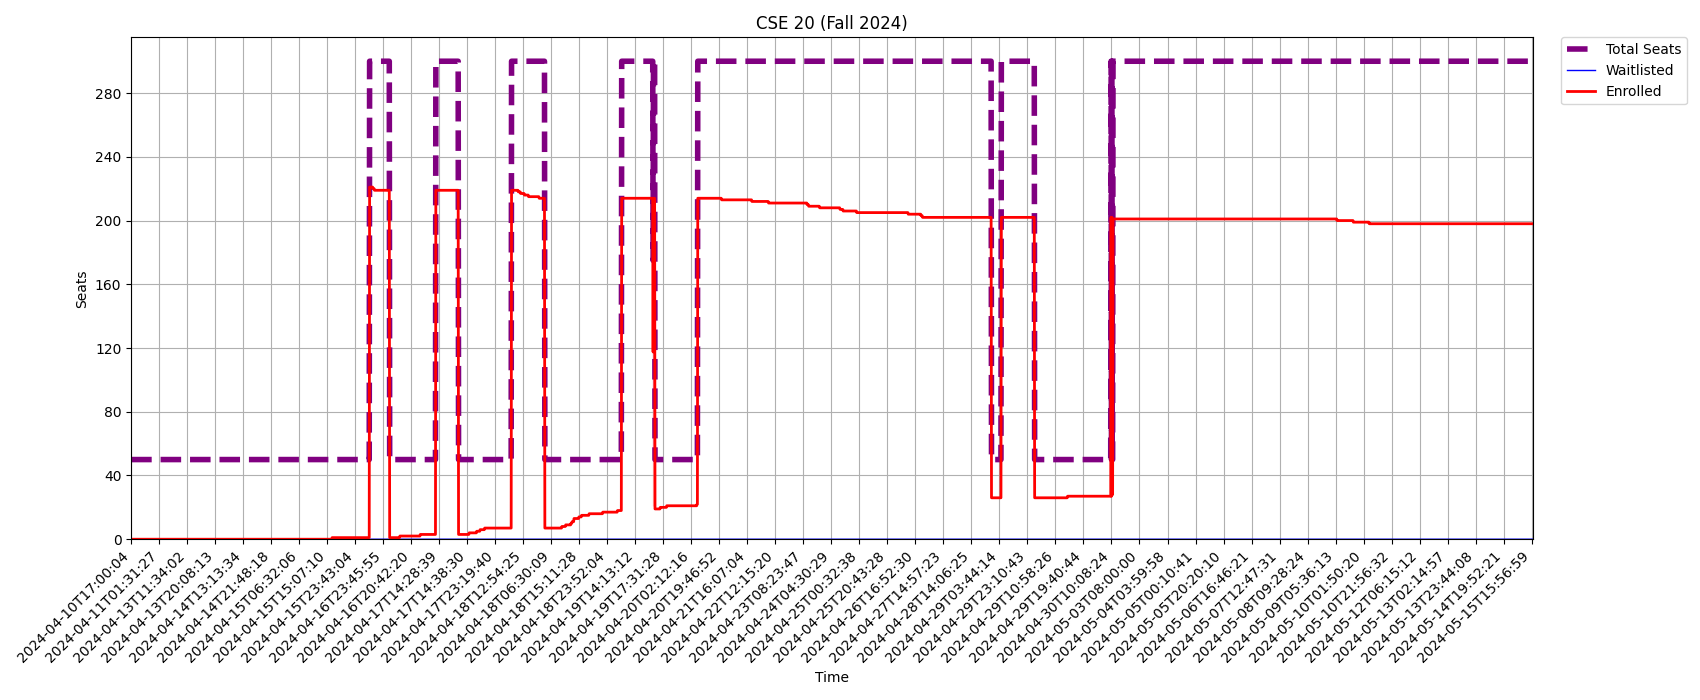 CSE 20 (Fall 2024)
Total Seats
Waitlisted
Enrolled
280
240
200
160
120
80
40
0
Seats
2024-04-10T17:00:04
2024-04-11T01:31:27
2024-04-13T11:34:02
2024-04-13T20:08:13
2024-04-14T13:13:34
2024-04-14T21:48:18
2024-04-15T06:32:06
2024-04-15T15:07:10
2024-04-15T23:43:04
2024-04-16T23:45:55
2024-04-16T20:42:20
2024-04-17T14:28:39
2024-04-17T14:38:30
2024-04-17T23:19:40
2024-04-18T12:54:25
2024-04-18T06:30:09
2024-04-18T15:11:28
2024-04-18T23:52:04
2024-04-19T14:13:12
2024-04-19T17:31:28
2024-04-20T02:12:16
2024-04-20T19:46:52
2024-04-21T16:07:04
2024-04-22T12:15:20
2024-04-23T08:23:47
2024-04-24T04:30:29
2024-04-25T00:32:38
2024-04-25T20:43:28
2024-04-26T16:52:30
2024-04-27T14:57:23
2024-04-28T14:06:25
2024-04-29T03:44:14
2024-04-29T23:10:43
2024-04-29T10:58:26
2024-04-29T19:40:44
2024-04-30T10:08:24
2024-05-03T08:00:00
2024-05-04T03:59:58
2024-05-05T00:10:41
2024-05-05T20:20:10
2024-05-06T16:46:21
2024-05-07T12:47:31
2024-05-08T09:28:24
2024-05-09T05:36:13
2024-05-10T01:50:20
2024-05-10T21:56:32
2024-05-12T06:15:12
2024-05-13T02:14:57
2024-05-13T23:44:08
2024-05-14T19:52:21
2024-05-15T15:56:59
Time